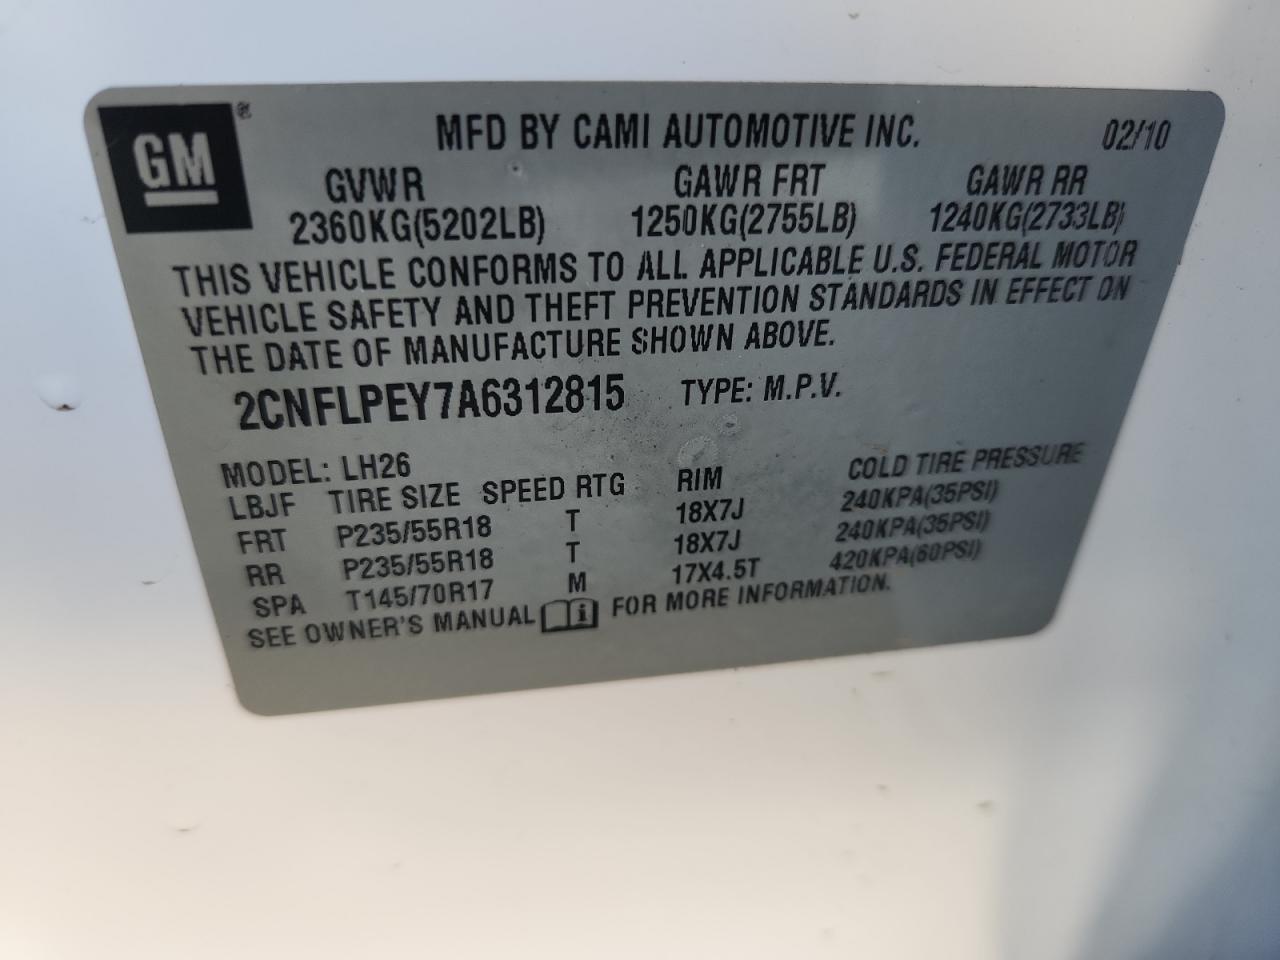 GM ®
MFD BY CAMI AUTOMOTIVE INC. 02/10
GVWR GAWR FRT GAWR RR
2360KG(5202LB) 1250KG(2755LB) 1240KG(2733LB)
THIS VEHICLE CONFORMS TO ALL APPLICABLE U.S. FEDERAL MOTOR
VEHICLE SAFETY AND THEFT PREVENTION STANDARDS IN EFFECT ON
THE DATE OF MANUFACTURE SHOWN ABOVE.
2CNFLPEY7A6312815 TYPE: M.P.V.
MODEL: LH26
LBJF TIRE SIZE SPEED RTG RIM COLD TIRE PRESSURE
FRT P235/55R18 T 18X7J 240KPA(35PSI)
RR P235/55R18 T 18X7J 240KPA(35PSI)
SPA T145/70R17 M 17X4.5T 420KPA(60PSI)
SEE OWNER'S MANUAL i FOR MORE INFORMATION.